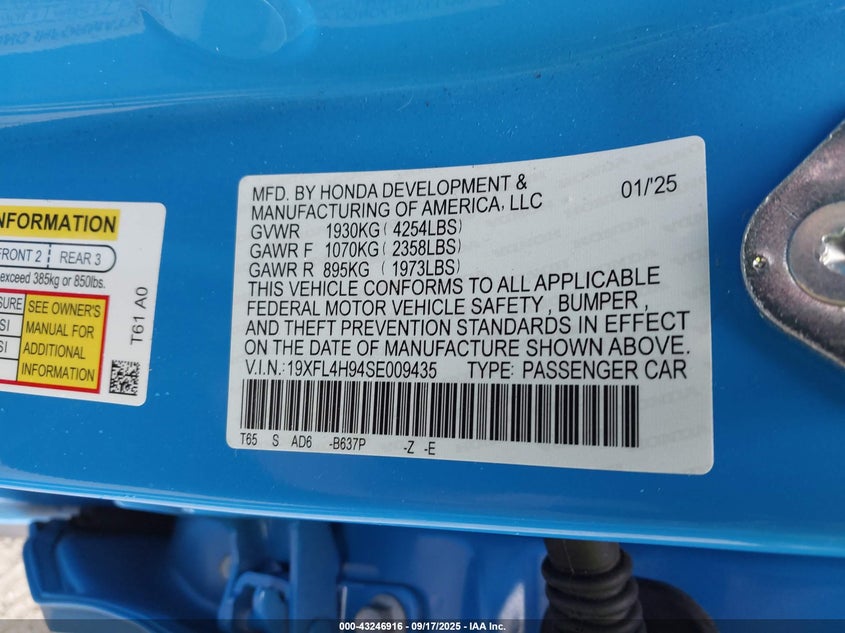 NFORMATION
FRONT 2 REAR 3
exceed 385kg or 850lbs.
SURE
SI
SI
SEE OWNER'S
MANUAL FOR
ADDITIONAL
INFORMATION
T61 A0
MFD. BY HONDA DEVELOPMENT & 01/'25
MANUFACTURING OF AMERICA, LLC
GVWR 1930KG ( 4254LBS)
GAWR F 1070KG ( 2358LBS)
GAWR R 895KG ( 1973LBS)
THIS VEHICLE CONFORMS TO ALL APPLICABLE
FEDERAL MOTOR VEHICLE SAFETY , BUMPER ,
AND THEFT PREVENTION STANDARDS IN EFFECT
ON THE DATE OF MANUFACTURE SHOWN ABOVE.
V.I.N.: 19XFL4H94SE009435 TYPE: PASSENGER CAR
T65 S AD6 -B637P -Z -E
000-43246916 - 09/17/2025 - IAA Inc.